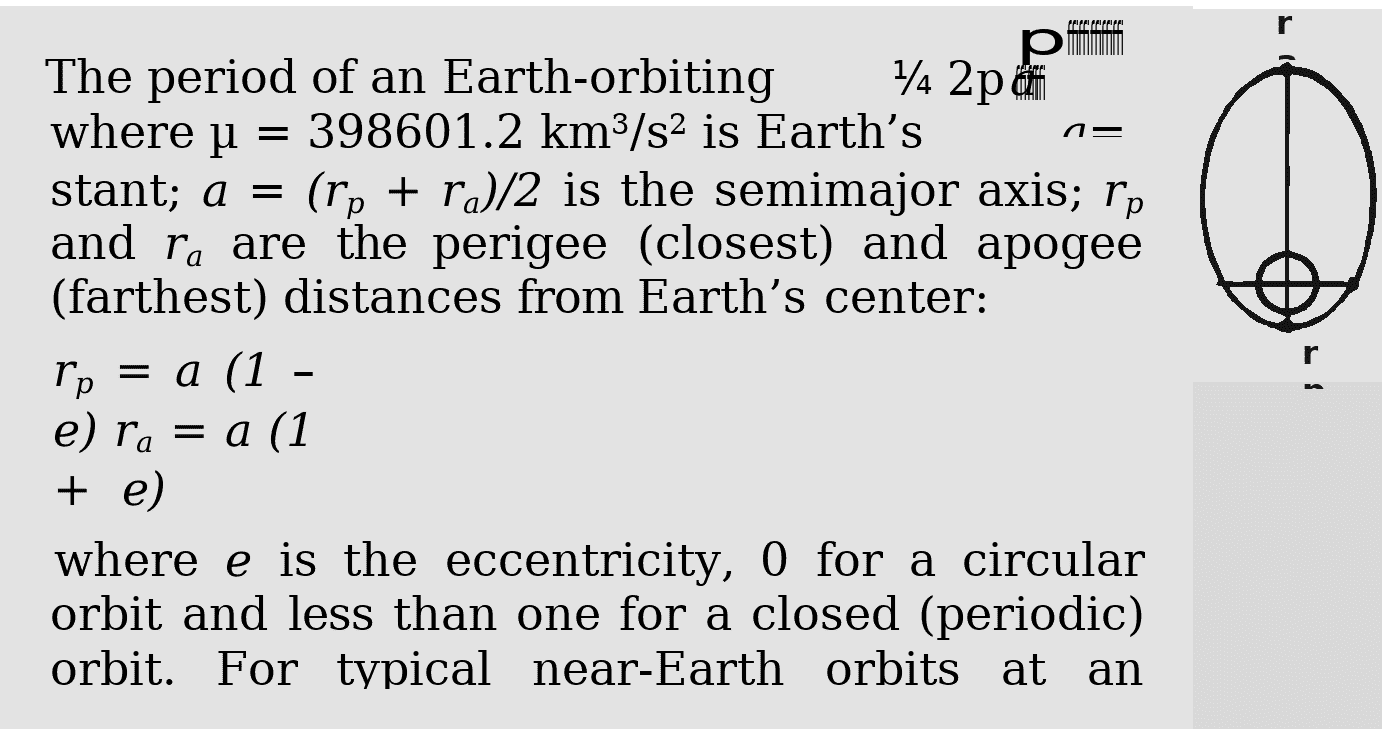 The period of an Earth-orbiting ¼ 2p a
where µ = 398601.2 km³/s² is Earth’s
stant; a = (rp + ra)/2 is the semimajor axis; rp
and ra are the perigee (closest) and apogee
(farthest) distances from Earth’s center:
rp = a (1 –
e) ra = a (1
+ e)
where e is the eccentricity, 0 for a circular
orbit and less than one for a closed (periodic)
orbit. For typical near-Earth orbits at an
r
r